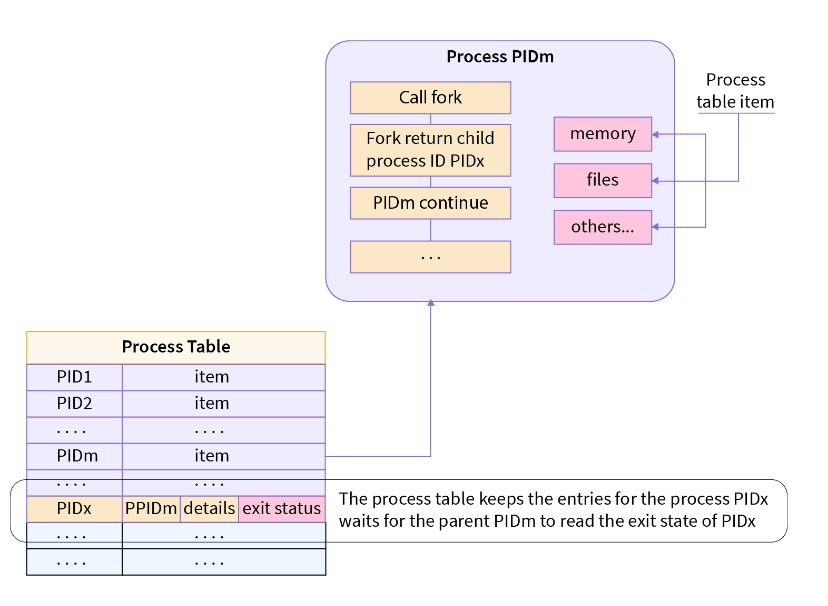 Process PIDm
Call fork
Fork return child
process ID PIDx
PIDm continue
...
memory
files
others...
Process
table item
Process Table
PID1 item
PID2 item
.... ....
PIDm item
.... ....
PIDx PPIDm details exit status
.... ....
.... ....
The process table keeps the entries for the process PIDx
waits for the parent PIDm to read the exit state of PIDx